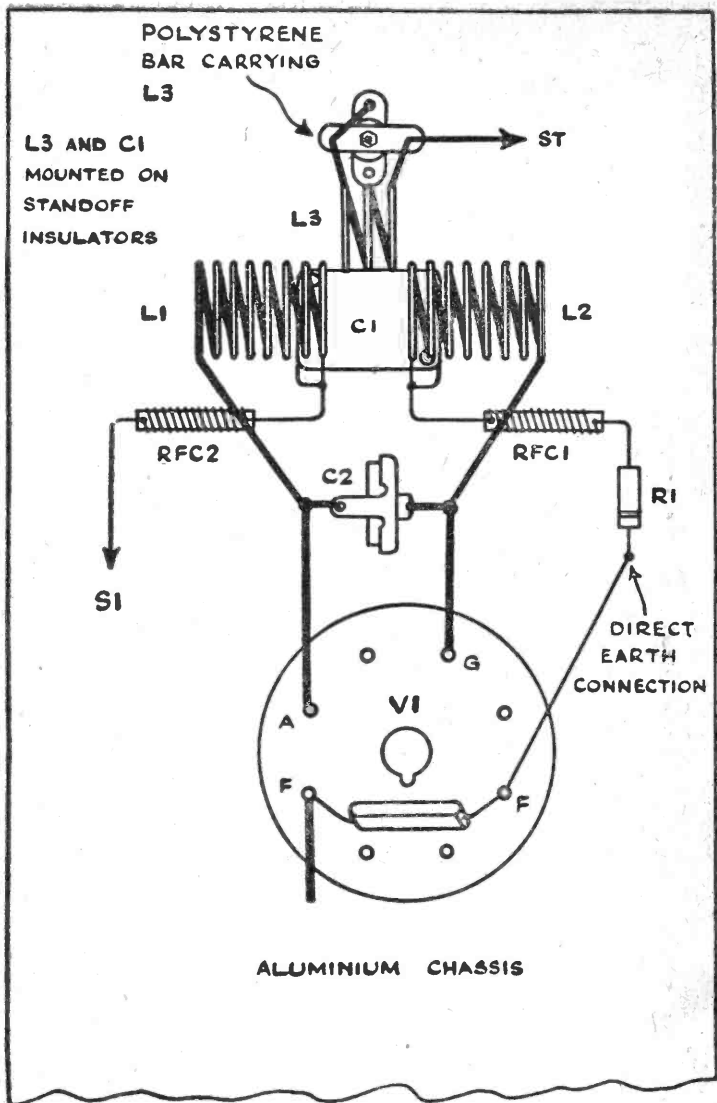 POLYSTYRENE
BAR CARRYING
L3
ST
L3 AND C1
MOUNTED ON
STANDOFF
INSULATORS
L3
L1
C1
L2
RFC2
RFC1
C2
R1
S1
DIRECT
EARTH
CONNECTION
G
A
V1
F
F
ALUMINIUM CHASSIS